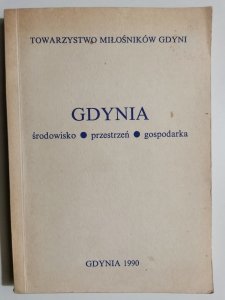 TOWARZYSTWO MIŁOŚNIKÓW GDYNI
GDYNIA
środowisko ● przestrzeń ● gospodarka
GDYNIA 1990